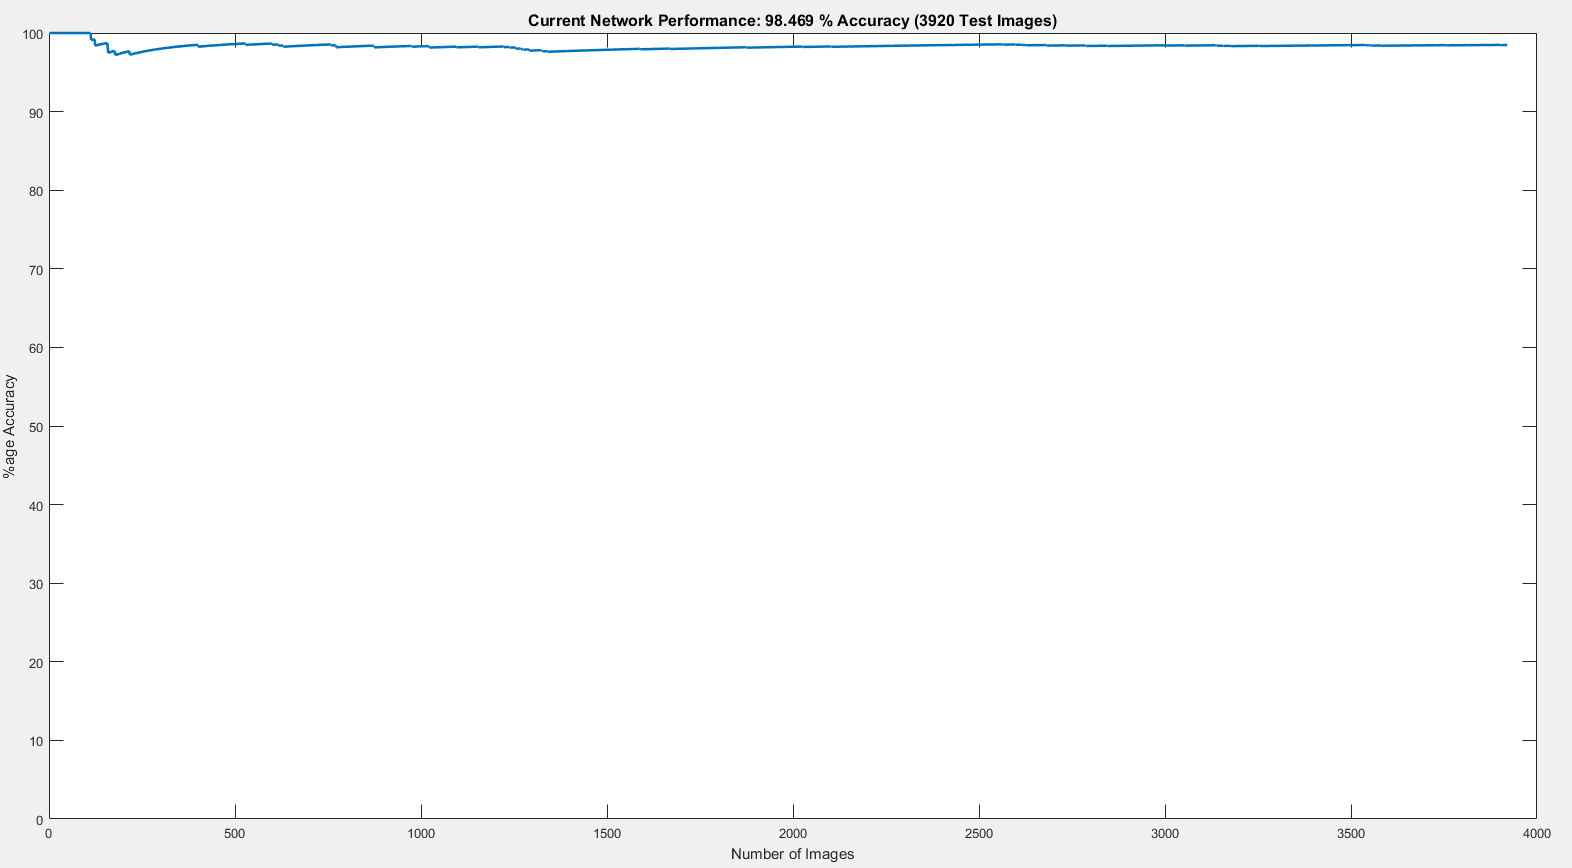 Current Network Performance: 98.469 % Accuracy (3920 Test Images)
100
90
80
70
60
50
40
30
20
10
0
%age Accuracy
0 500 1000 1500 2000 2500 3000 3500 4000
Number of Images